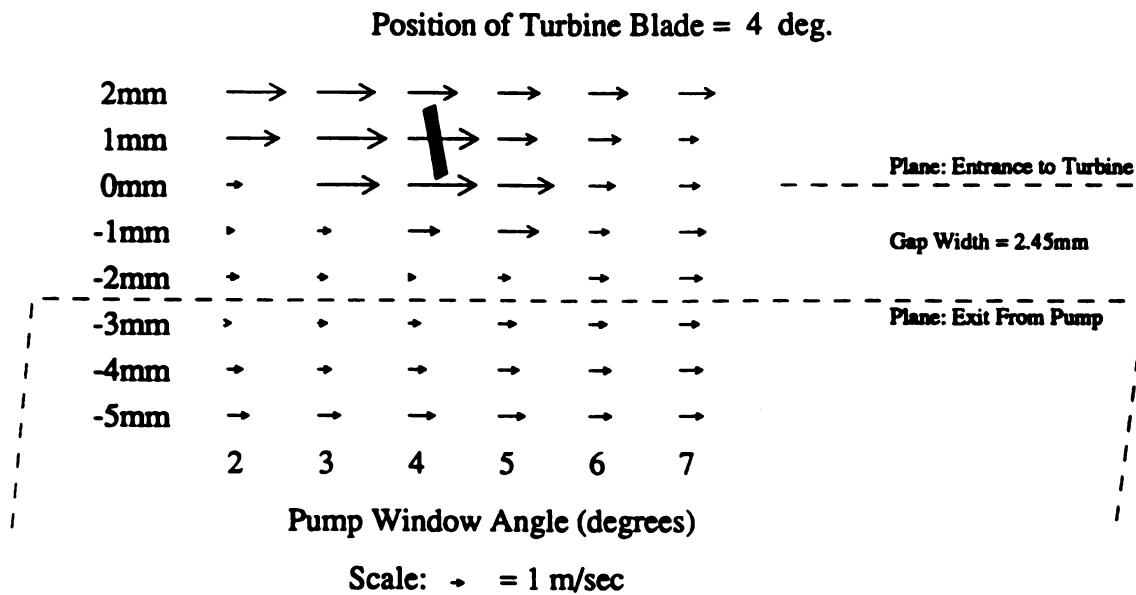 Position of Turbine Blade = 4 deg.
2mm
1mm
0mm
Plane: Entrance to Turbine
-1mm
Gap Width = 2.45mm
-2mm
-3mm
Plane: Exit From Pump
-4mm
-5mm
2 3 4 5 6 7
Pump Window Angle (degrees)
Scale: → = 1 m/sec